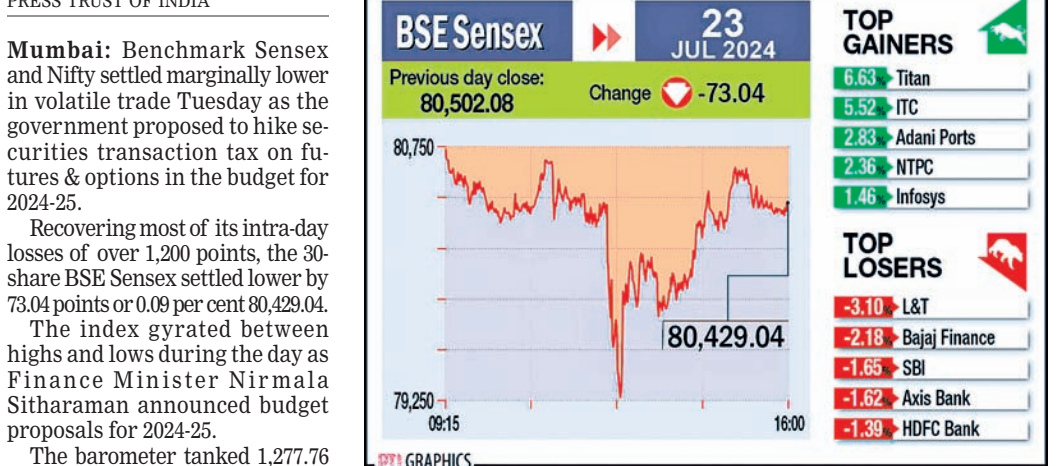 PRESS TRUST OF INDIA
Mumbai: Benchmark Sensex
and Nifty settled marginally lower
in volatile trade Tuesday as the
government proposed to hike se-
curities transaction tax on fu-
tures & options in the budget for
2024-25.
Recovering most of its intra-day
losses of over 1,200 points, the 30-
share BSE Sensex settled lower by
73.04 points or 0.09 per cent 80,429.04.
The index gyrated between
highs and lows during the day as
Finance Minister Nirmala
Sitharaman announced budget
proposals for 2024-25.
The barometer tanked 1,277.76
BSE Sensex
23
JUL 2024
Previous day close:
80,502.08
Change -73.04
80,750
79,250
09:15
16:00
80,429.04
PTI GRAPHICS
TOP
GAINERS
6.63% Titan
5.52% ITC
2.83% Adani Ports
2.36% NTPC
1.46% Infosys
TOP
LOSERS
-3.10% L&T
-2.18% Bajaj Finance
-1.65% SBI
-1.62% Axis Bank
-1.39% HDFC Bank